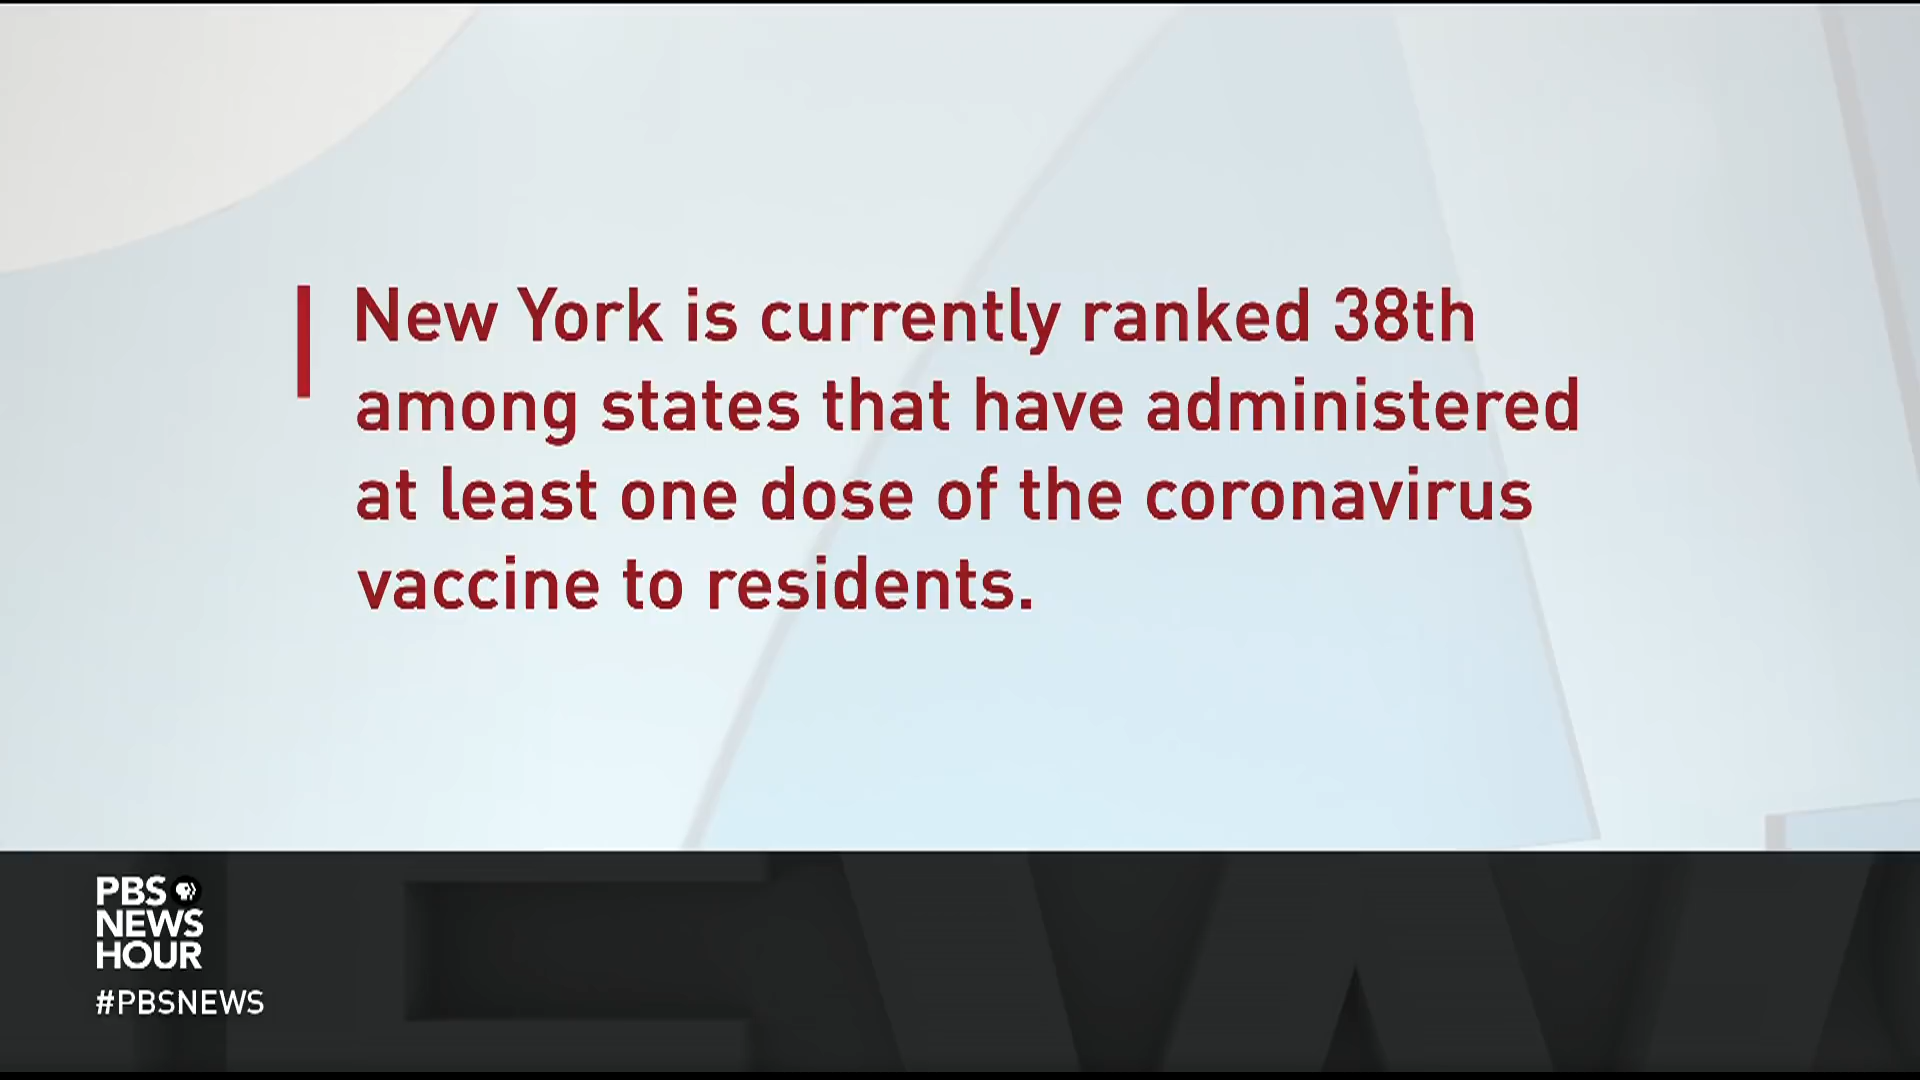 New York is currently ranked 38th
among states that have administered
at least one dose of the coronavirus
vaccine to residents.
PBS
NEWS
HOUR
#PBSNEWS